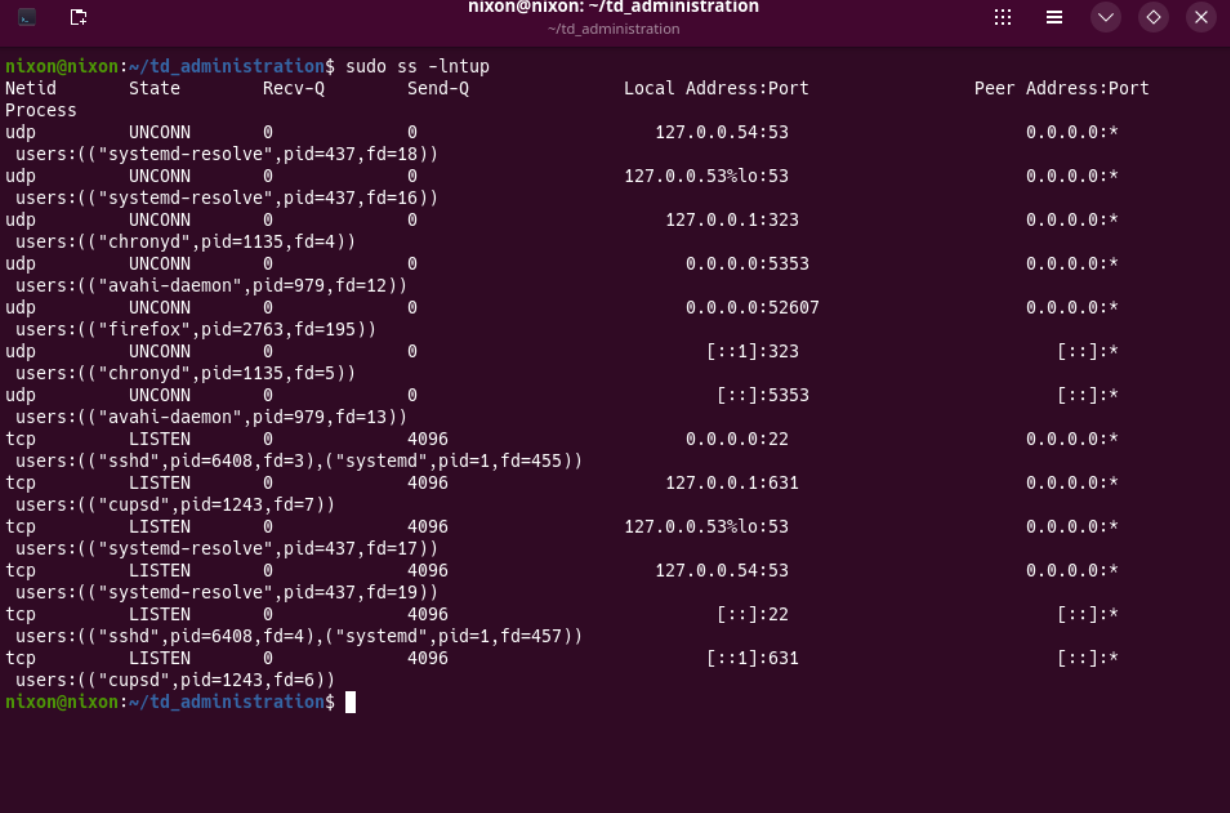 nixon@nixon: ~/td_administration
~/td_administration
nixon@nixon:~/td_administration$ sudo ss -lntup
Netid State Recv-Q Send-Q Local Address:Port Peer Address:Port
Process
udp UNCONN 0 0 127.0.0.54:53 0.0.0.0:*
users:(("systemd-resolve",pid=437,fd=18))
udp UNCONN 0 0 127.0.0.53%lo:53 0.0.0.0:*
users:(("systemd-resolve",pid=437,fd=16))
udp UNCONN 0 0 127.0.0.1:323 0.0.0.0:*
users:(("chronyd",pid=1135,fd=4))
udp UNCONN 0 0 0.0.0.0:5353 0.0.0.0:*
users:(("avahi-daemon",pid=979,fd=12))
udp UNCONN 0 0 0.0.0.0:52607 0.0.0.0:*
users:(("firefox",pid=2763,fd=195))
udp UNCONN 0 0 [::1]:323 [::]:*
users:(("chronyd",pid=1135,fd=5))
udp UNCONN 0 0 [::]:5353 [::]:*
users:(("avahi-daemon",pid=979,fd=13))
tcp LISTEN 0 4096 0.0.0.0:22 0.0.0.0:*
users:(("sshd",pid=6408,fd=3),("systemd",pid=1,fd=455))
tcp LISTEN 0 4096 127.0.0.1:631 0.0.0.0:*
users:(("cupsd",pid=1243,fd=7))
tcp LISTEN 0 4096 127.0.0.53%lo:53 0.0.0.0:*
users:(("systemd-resolve",pid=437,fd=17))
tcp LISTEN 0 4096 127.0.0.54:53 0.0.0.0:*
users:(("systemd-resolve",pid=437,fd=19))
tcp LISTEN 0 4096 [::]:22 [::]:*
users:(("sshd",pid=6408,fd=4),("systemd",pid=1,fd=457))
tcp LISTEN 0 4096 [::1]:631 [::]:*
users:(("cupsd",pid=1243,fd=6))
nixon@nixon:~/td_administration$